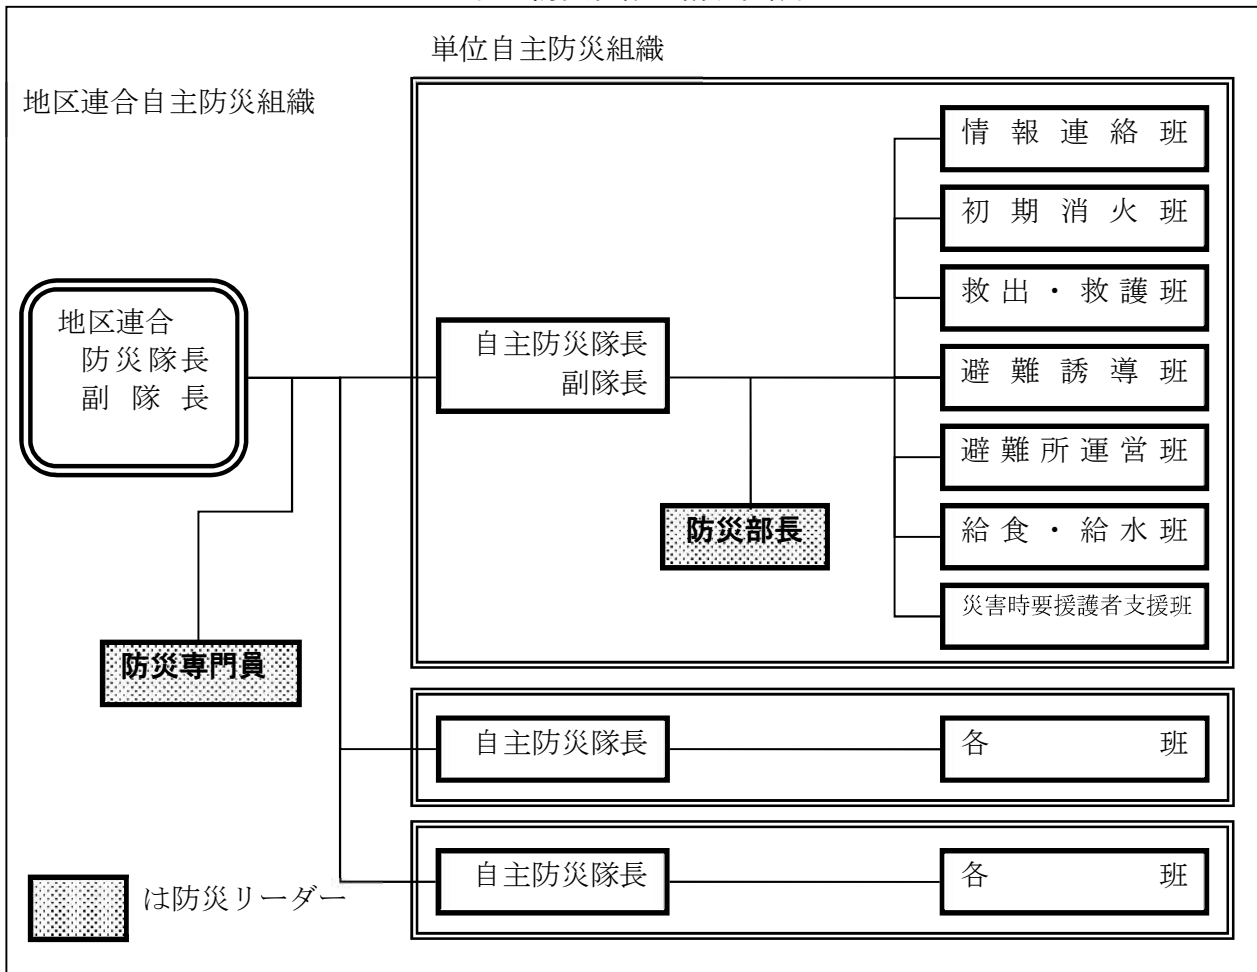 単位自主防災組織
地区連合自主防災組織
情報連絡班
初期消火班
救出・救護班
地区連合
防災隊長
副隊長
自主防災隊長
副隊長
避難誘導班
避難所運営班
防災部長
給食・給水班
災害時要援護者支援班
防災専門員
自主防災隊長
各班
自主防災隊長
各班
は防災リーダー